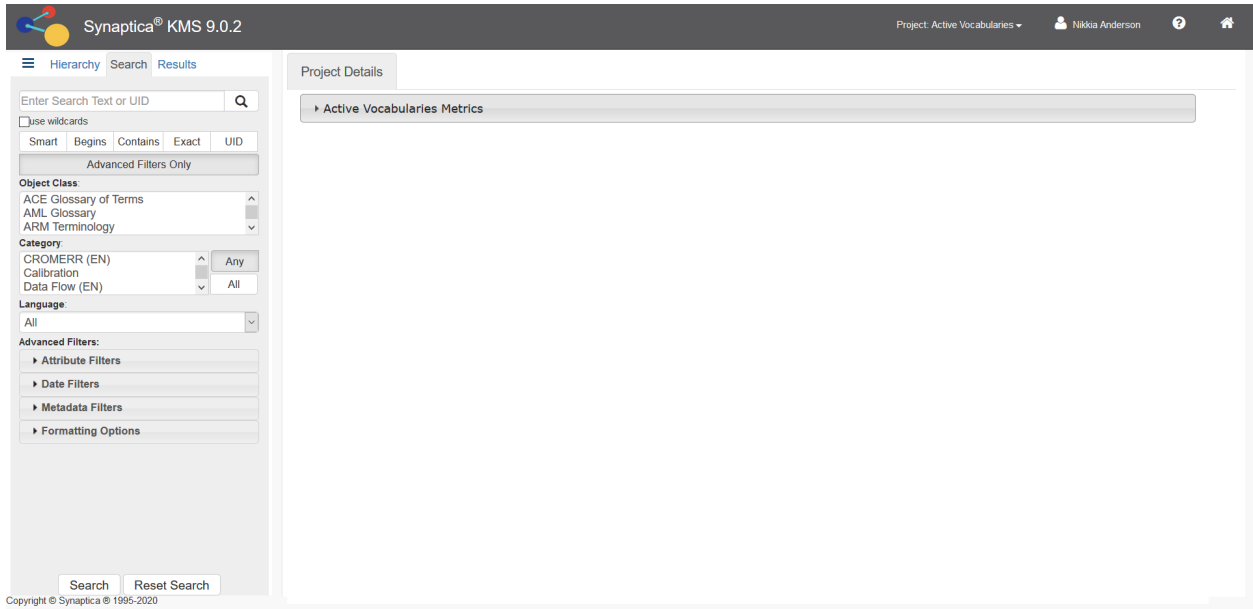 Synaptica® KMS 9.0.2
Project: Active Vocabularies
Nikkia Anderson
Hierarchy Search Results
Enter Search Text or UID
use wildcards
Smart Begins Contains Exact UID
Advanced Filters Only
Object Class:
ACE Glossary of Terms
AML Glossary
ARM Terminology
Category:
CROMERR (EN)
Calibration
Data Flow (EN)
Any
All
Language:
All
Advanced Filters:
Attribute Filters
Date Filters
Metadata Filters
Formatting Options
Search Reset Search
Copyright © Synaptica ® 1995-2020
Project Details
Active Vocabularies Metrics